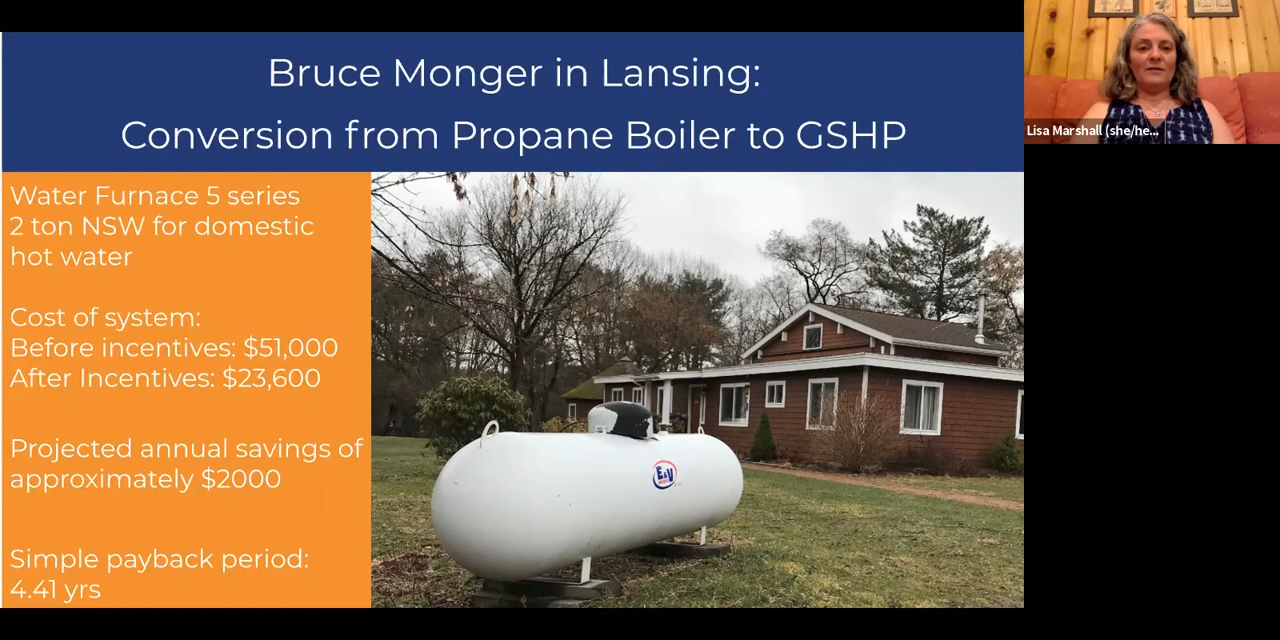 Bruce Monger in Lansing:
Conversion from Propane Boiler to GSHP
Water Furnace 5 series
2 ton NSW for domestic
hot water
Cost of system:
Before incentives: $51,000
After Incentives: $23,600
Projected annual savings of
approximately $2000
Simple payback period:
4.41 yrs
Lisa Marshall (she/he...